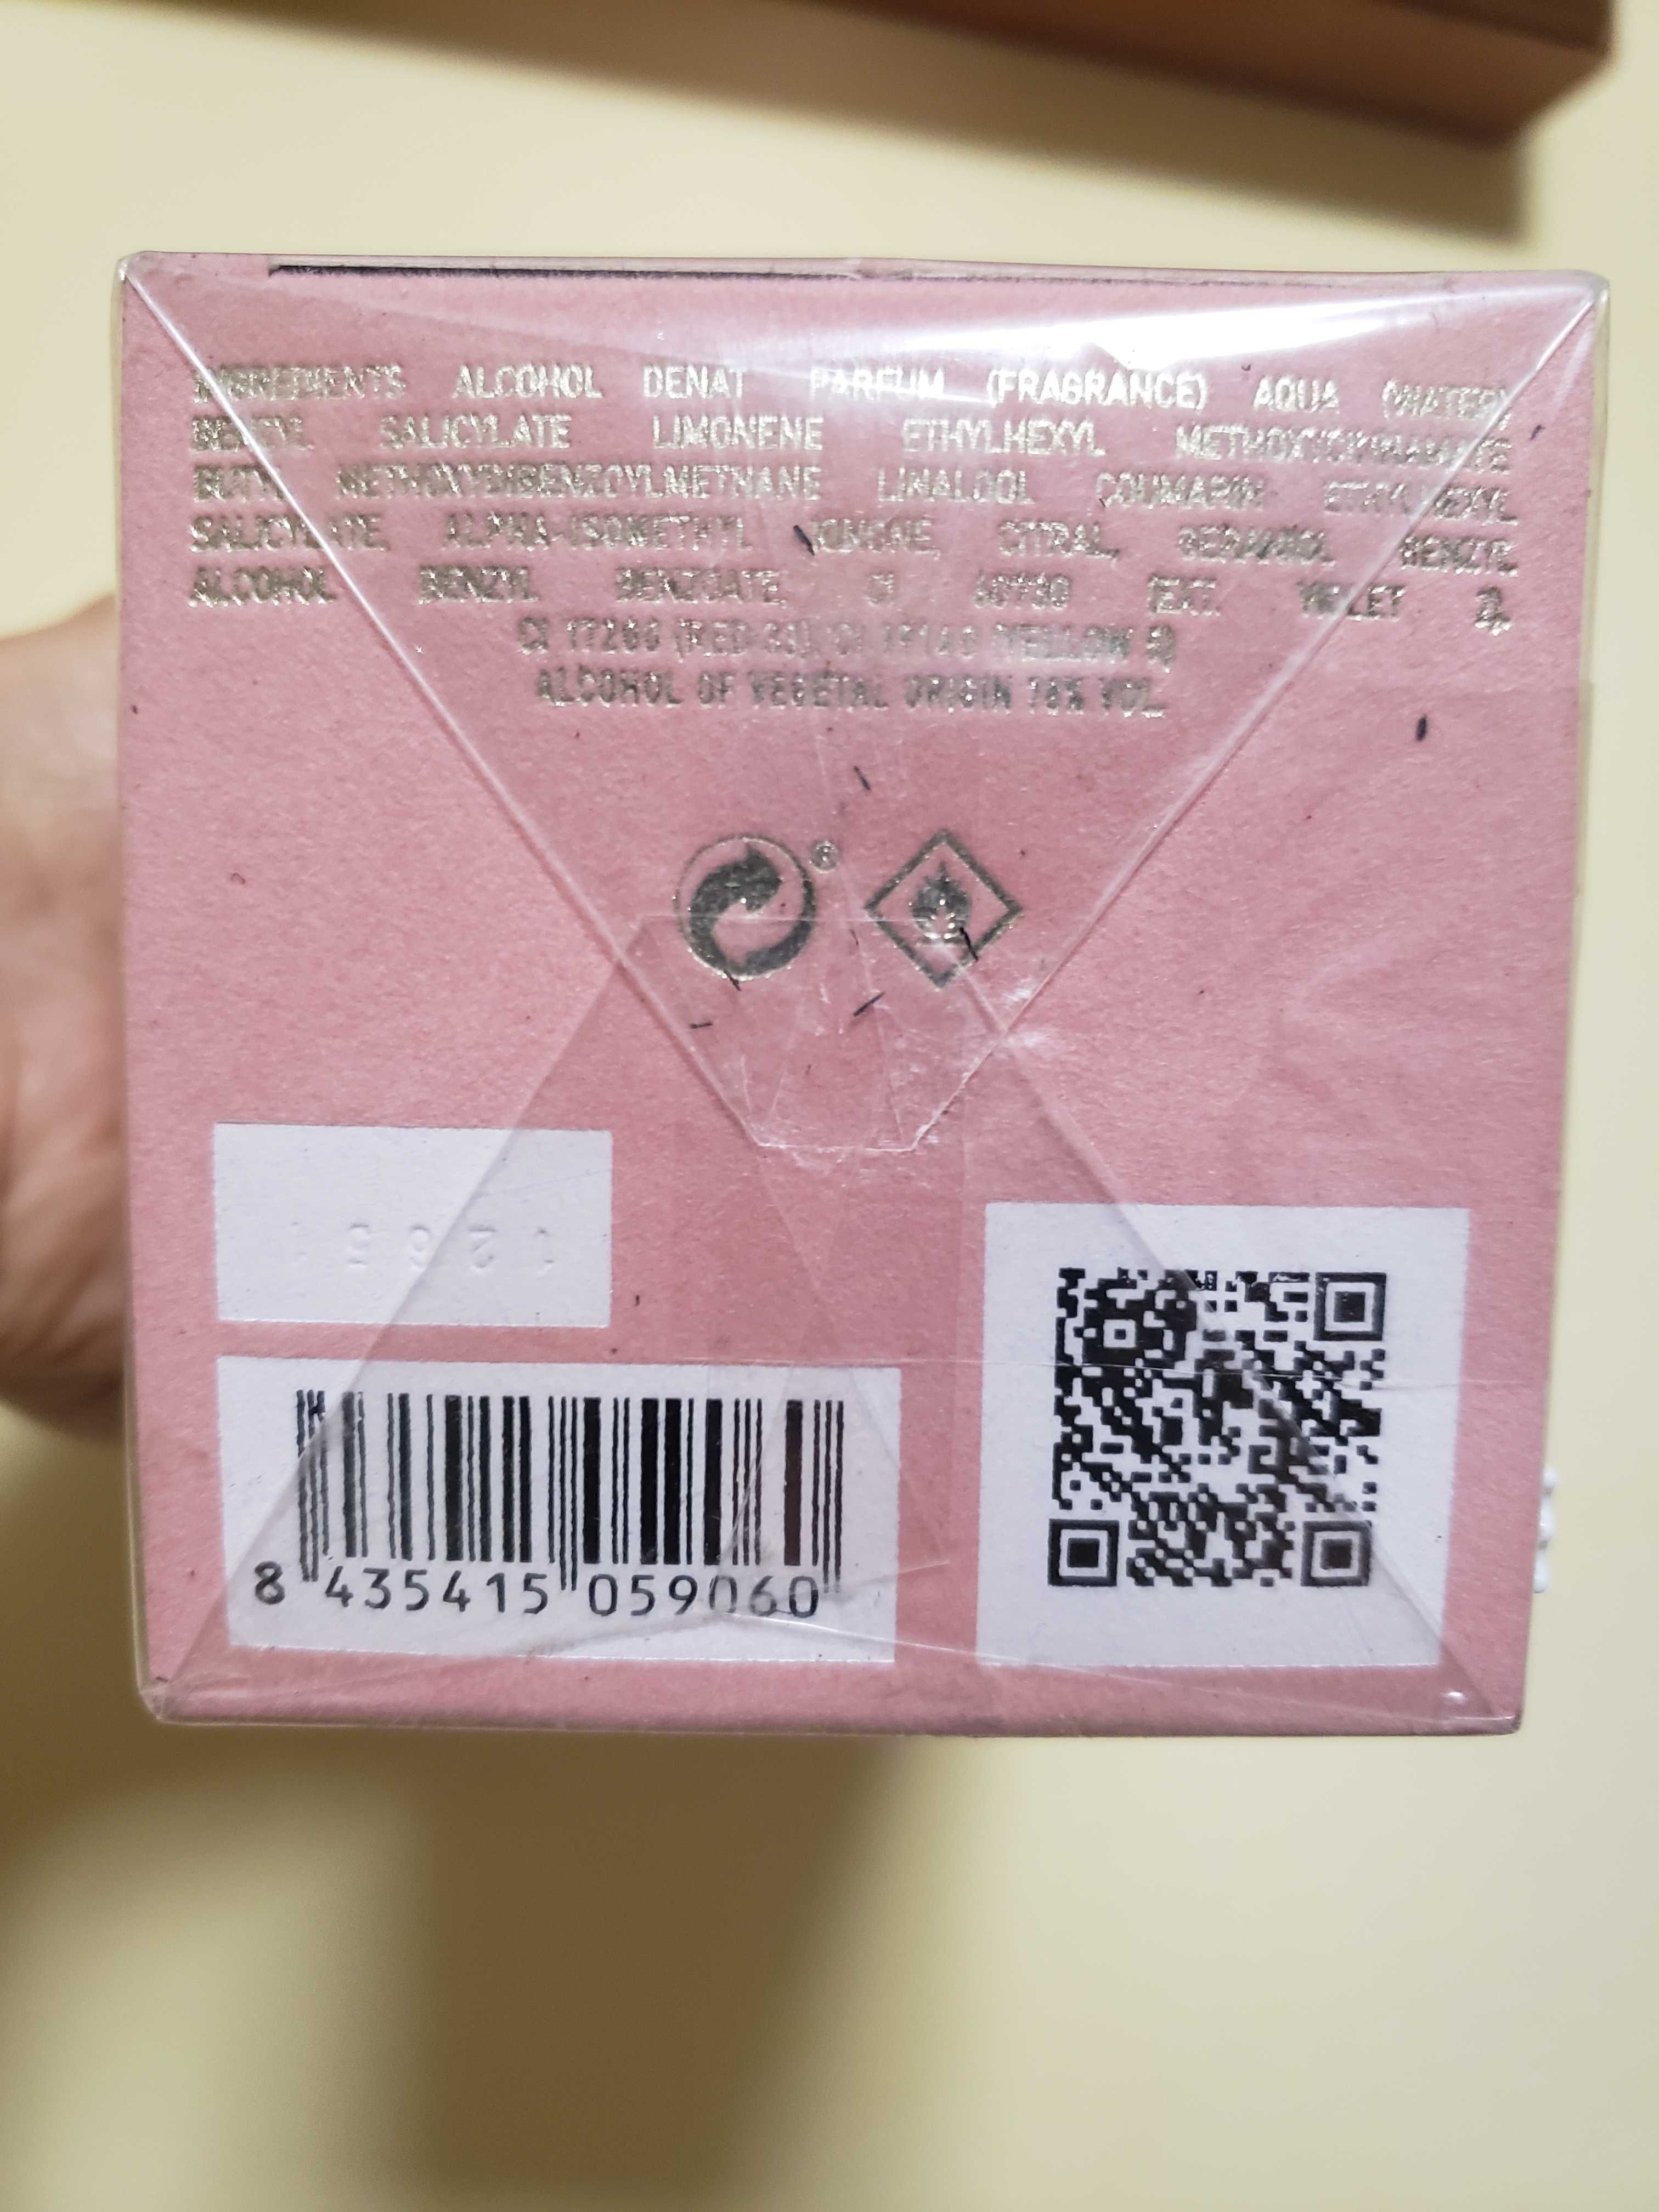 INGREDIENTS ALCOHOL DENAT PARFUM (FRAGRANCE) AQUA (WATER)
BENZYL SALICYLATE LIMONENE ETHYLHEXYL METHOXYCINNAMATE
BUTYL METHOXYDIBENZOYLMETHANE LINALOOL COUMARIN ETHYLHEXYL
SALICYLATE, ALPHA-ISOMETHYL IONONE, CITRAL, GERANIOL BENZYL
ALCOHOL BENZYL BENZOATE, CI 60730 (EXT. VIOLET 2),
CI 17200 (RED 33), CI 19140 (YELLOW 5)
ALCOHOL OF VEGETAL ORIGIN 78% VOL.
®
8 435415 059060